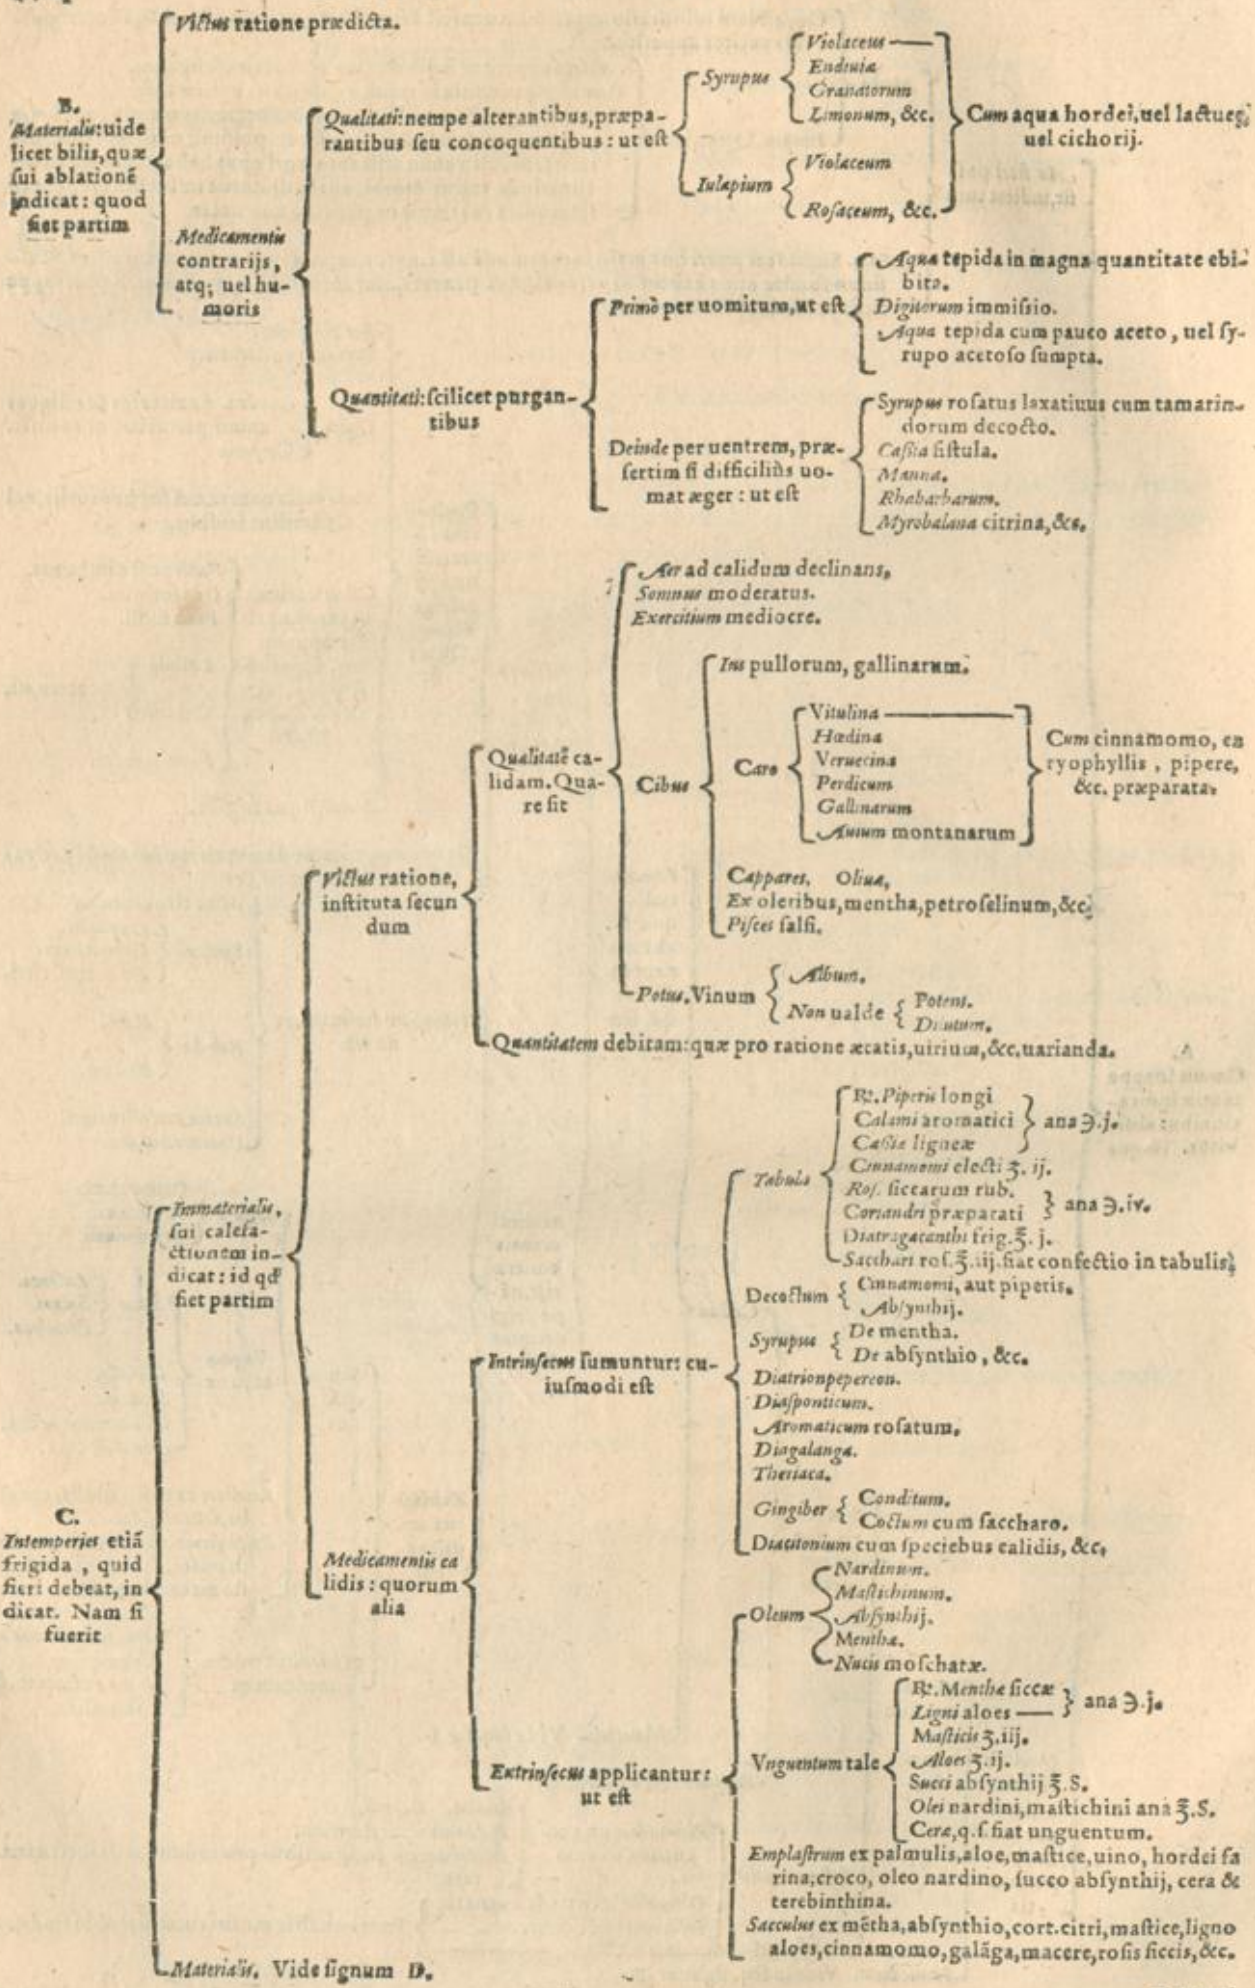 B.
Materialis: uide
licet bilis, quæ
sui ablationẽ
indicat: quod
fiet partim
Victus ratione prædicta.
Medicamentis
contrarijs,
atq; uel hu-
moris
Qualitati: nempe alterantibus, præpa-
rantibus seu concoquentibus: ut est
Syrupus
Violaceus
Endiuiæ
Granatorum
Limonum, &c.
Iulapium
Violaceum
Rosaceum, &c.
Cum aqua hordei, uel lactucę,
uel cichorij.
Quantitati: scilicet purgan-
tibus
Primò per uomitum, ut est
Aqua tepida in magna quantitate ebi-
bita.
Digitorum immissio.
Aqua tepida cum pauco aceto, uel sy-
rupo acetoso sumpta.
Deinde per uentrem, præ-
sertim si difficiliùs uo-
mat æger: ut est
Syrupus rosatus laxatiuus cum tamarin-
dorum decocto.
Cassia fistula.
Manna.
Rhabarbarum.
Myrobalana citrina, &c.
C.
Intemperies etiã
frigida, quid
fieri debeat, in
dicat. Nam si
fuerit
Immaterialis,
sui calefa-
ctionem in-
dicat: id qđ
fiet partim
Victus ratione,
instituta secun
dum
Qualitatẽ ca-
lidam. Qua-
re sit
Aer ad calidum declinans,
Somnus moderatus.
Exercitium mediocre.
Cibus
Ius pullorum, gallinarum.
Caro
Vitulina
Hædina
Veruecina
Perdicum
Gallinarum
Auium montanarum
Cum cinnamomo, ca
ryophyllis, pipere,
&c. præparata.
Cappares. Oliuæ,
Ex oleribus, mentha, petroselinum, &c.
Pisces salsi.
Potus. Vinum
Album.
Non ualde
Potens.
Dilutum.
Quantitatem debitam: quæ pro ratione ætatis, uirium, &c. uarianda.
Medicamentis ca
lidis: quorum
alia
Intrinsecus sumuntur: cu-
iusmodi est
Tabula
℞. Piperis longi
Calami aromatici
Cassiæ ligneæ
ana ℈. j.
Cinnamomi electi ʒ. ij.
Ros. siccarum rub.
Coriandri præparati
ana ℈. iv.
Diatragacanthi frig. ℥. j.
Sacchari ros. ℥. iij. fiat confectio in tabulis.
Decoctum
Cinnamomi, aut piperis.
Absynthij.
Syrupus
De mentha.
De absynthio, &c.
Diatrionpepereon.
Diasponticum.
Aromaticum rosatum.
Diagalanga.
Theriaca.
Gingiber
Conditum.
Coctum cum saccharo.
Diacitonium cum speciebus calidis, &c.
Extrinsecus applicantur:
ut est
Oleum
Nardinum.
Mastichinum.
Absynthij.
Menthæ.
Nucis moschatæ.
Vnguentum tale
℞. Menthæ siccæ
Ligni aloes
ana ℈. j.
Masticis ʒ. iij.
Aloes ʒ. ij.
Succi absynthij ℥. S.
Olei nardini, mastichini ana ℥. S.
Ceræ, q. s. fiat unguentum.
Emplastrum ex palmulis, aloe, mastice, uino, hordei fa
rina, croco, oleo nardino, succo absynthij, cera &
terebinthina.
Sacculus ex mẽtha, absynthio, cort. citri, mastice, ligno
aloes, cinnamomo, galãga, macere, rosis siccis, &c.
Materialis. Vide signum D.